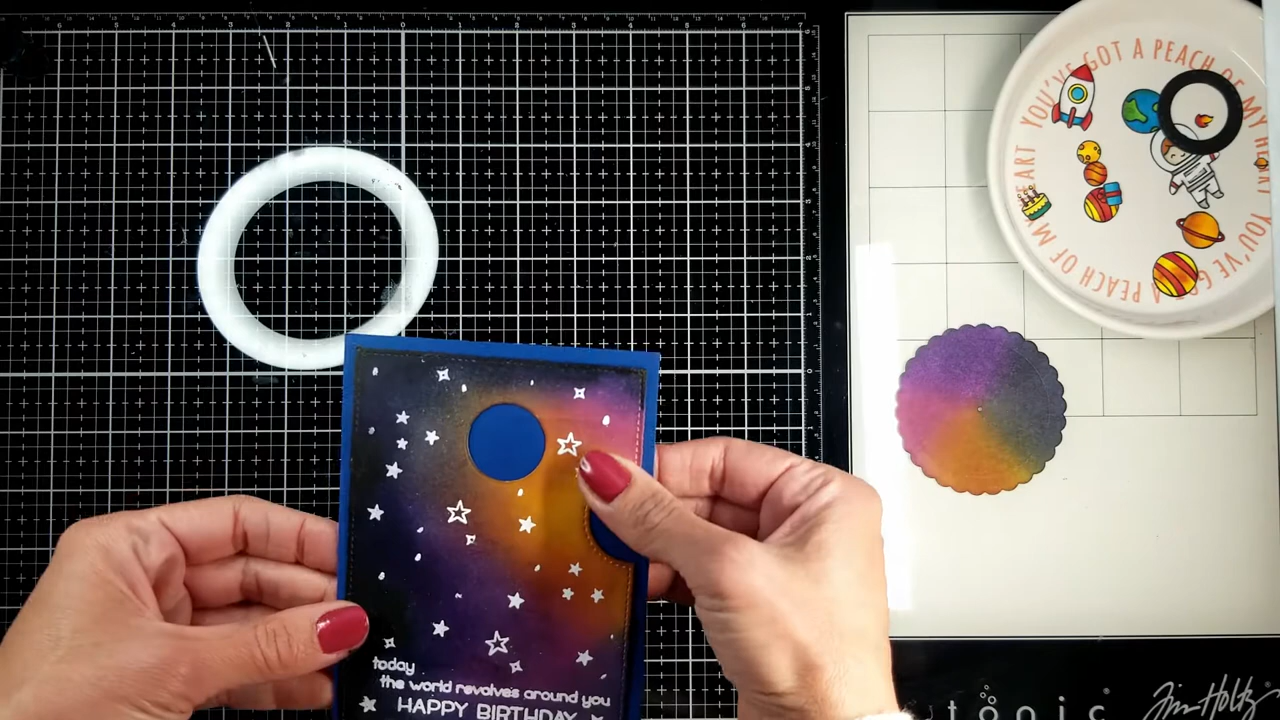 YOU'VE GOT A PEACH OF MY HEART
YOU'VE GOT A PEACH OF MY HEART
today
the world revolves around you
HAPPY BIRTHDAY
tonic
Tim Holtz